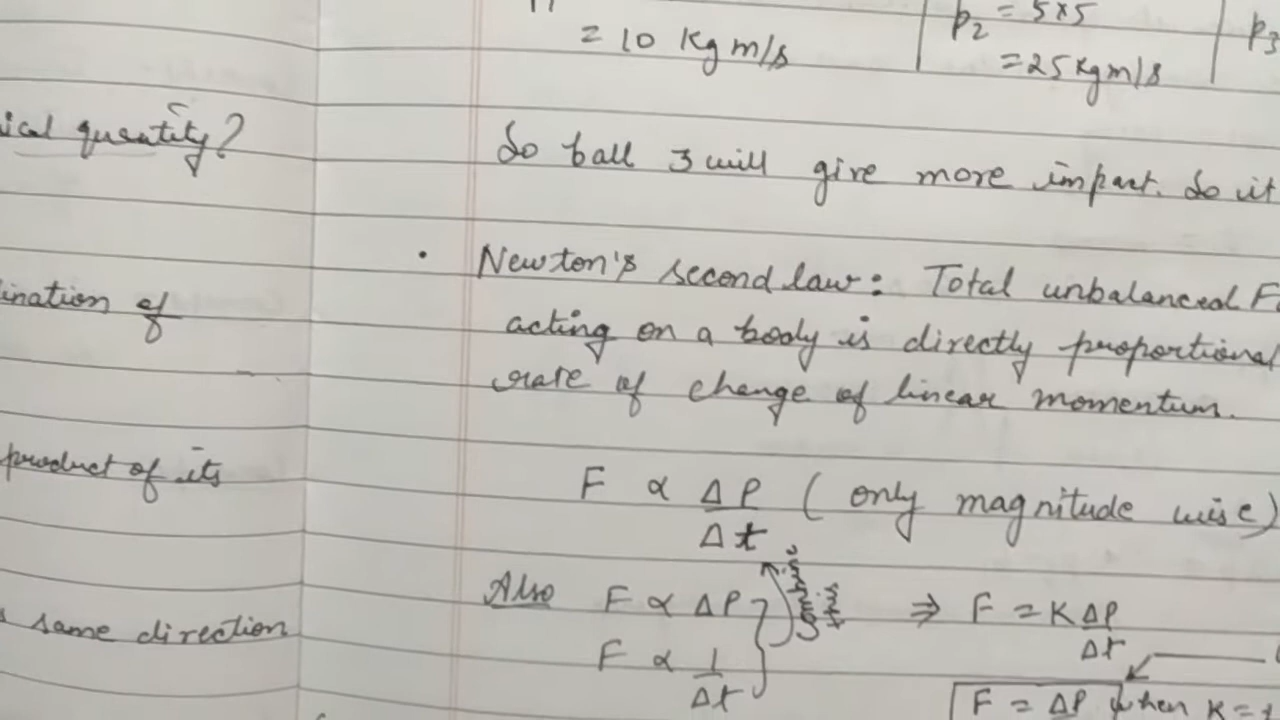 = 10 Kg m/s
p2 = 5×5
= 25 Kg m/s
p3
ical quantity?
So ball 3 will give more impact. So it
• Newton's second law: Total unbalanced F
ination of
acting on a body is directly proportional
rate of change of linear momentum.
product of its
F ∝ ΔP/Δt (only magnitude wise)
Also F ∝ ΔP
⇒ F = K ΔP/Δt
same direction
F ∝ 1/Δt
F = ΔP when K = 1